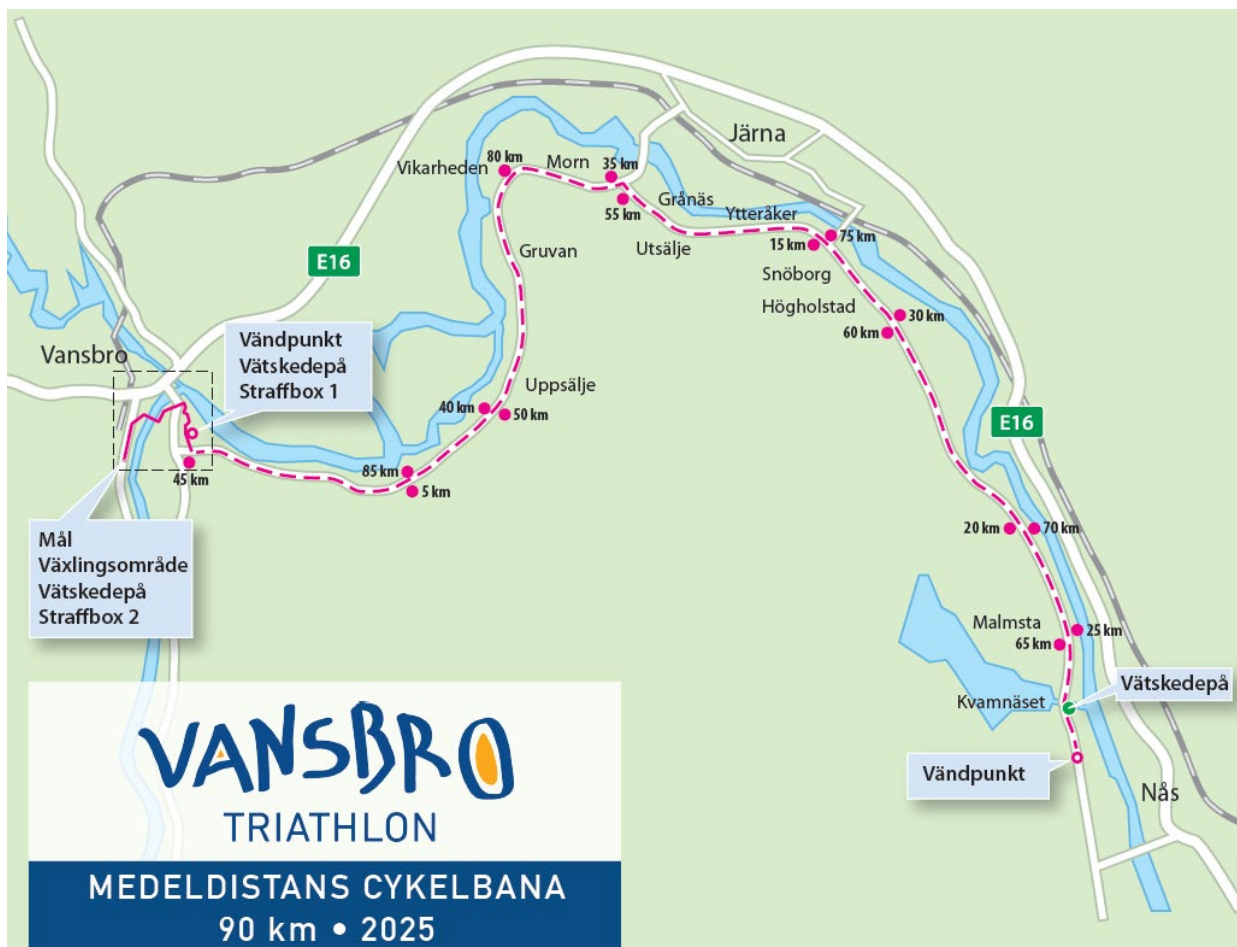 Järna
80 km
Morn
35 km
Vikarheden
Grånäs
55 km
Ytteråker
75 km
Utsälje
15 km
Gruvan
E16
Snöborg
Högholstad
30 km
60 km
Vansbro
Vändpunkt
Vätskedepå
Straffbox 1
Uppsälje
40 km
50 km
E16
85 km
45 km
5 km
20 km
70 km
Mål
Växlingsområde
Vätskedepå
Straffbox 2
Malmsta
25 km
65 km
Vätskedepå
Kvamnäset
Vändpunkt
Nås
VANSBRO
TRIATHLON
MEDELDISTANS CYKELBANA
90 km • 2025